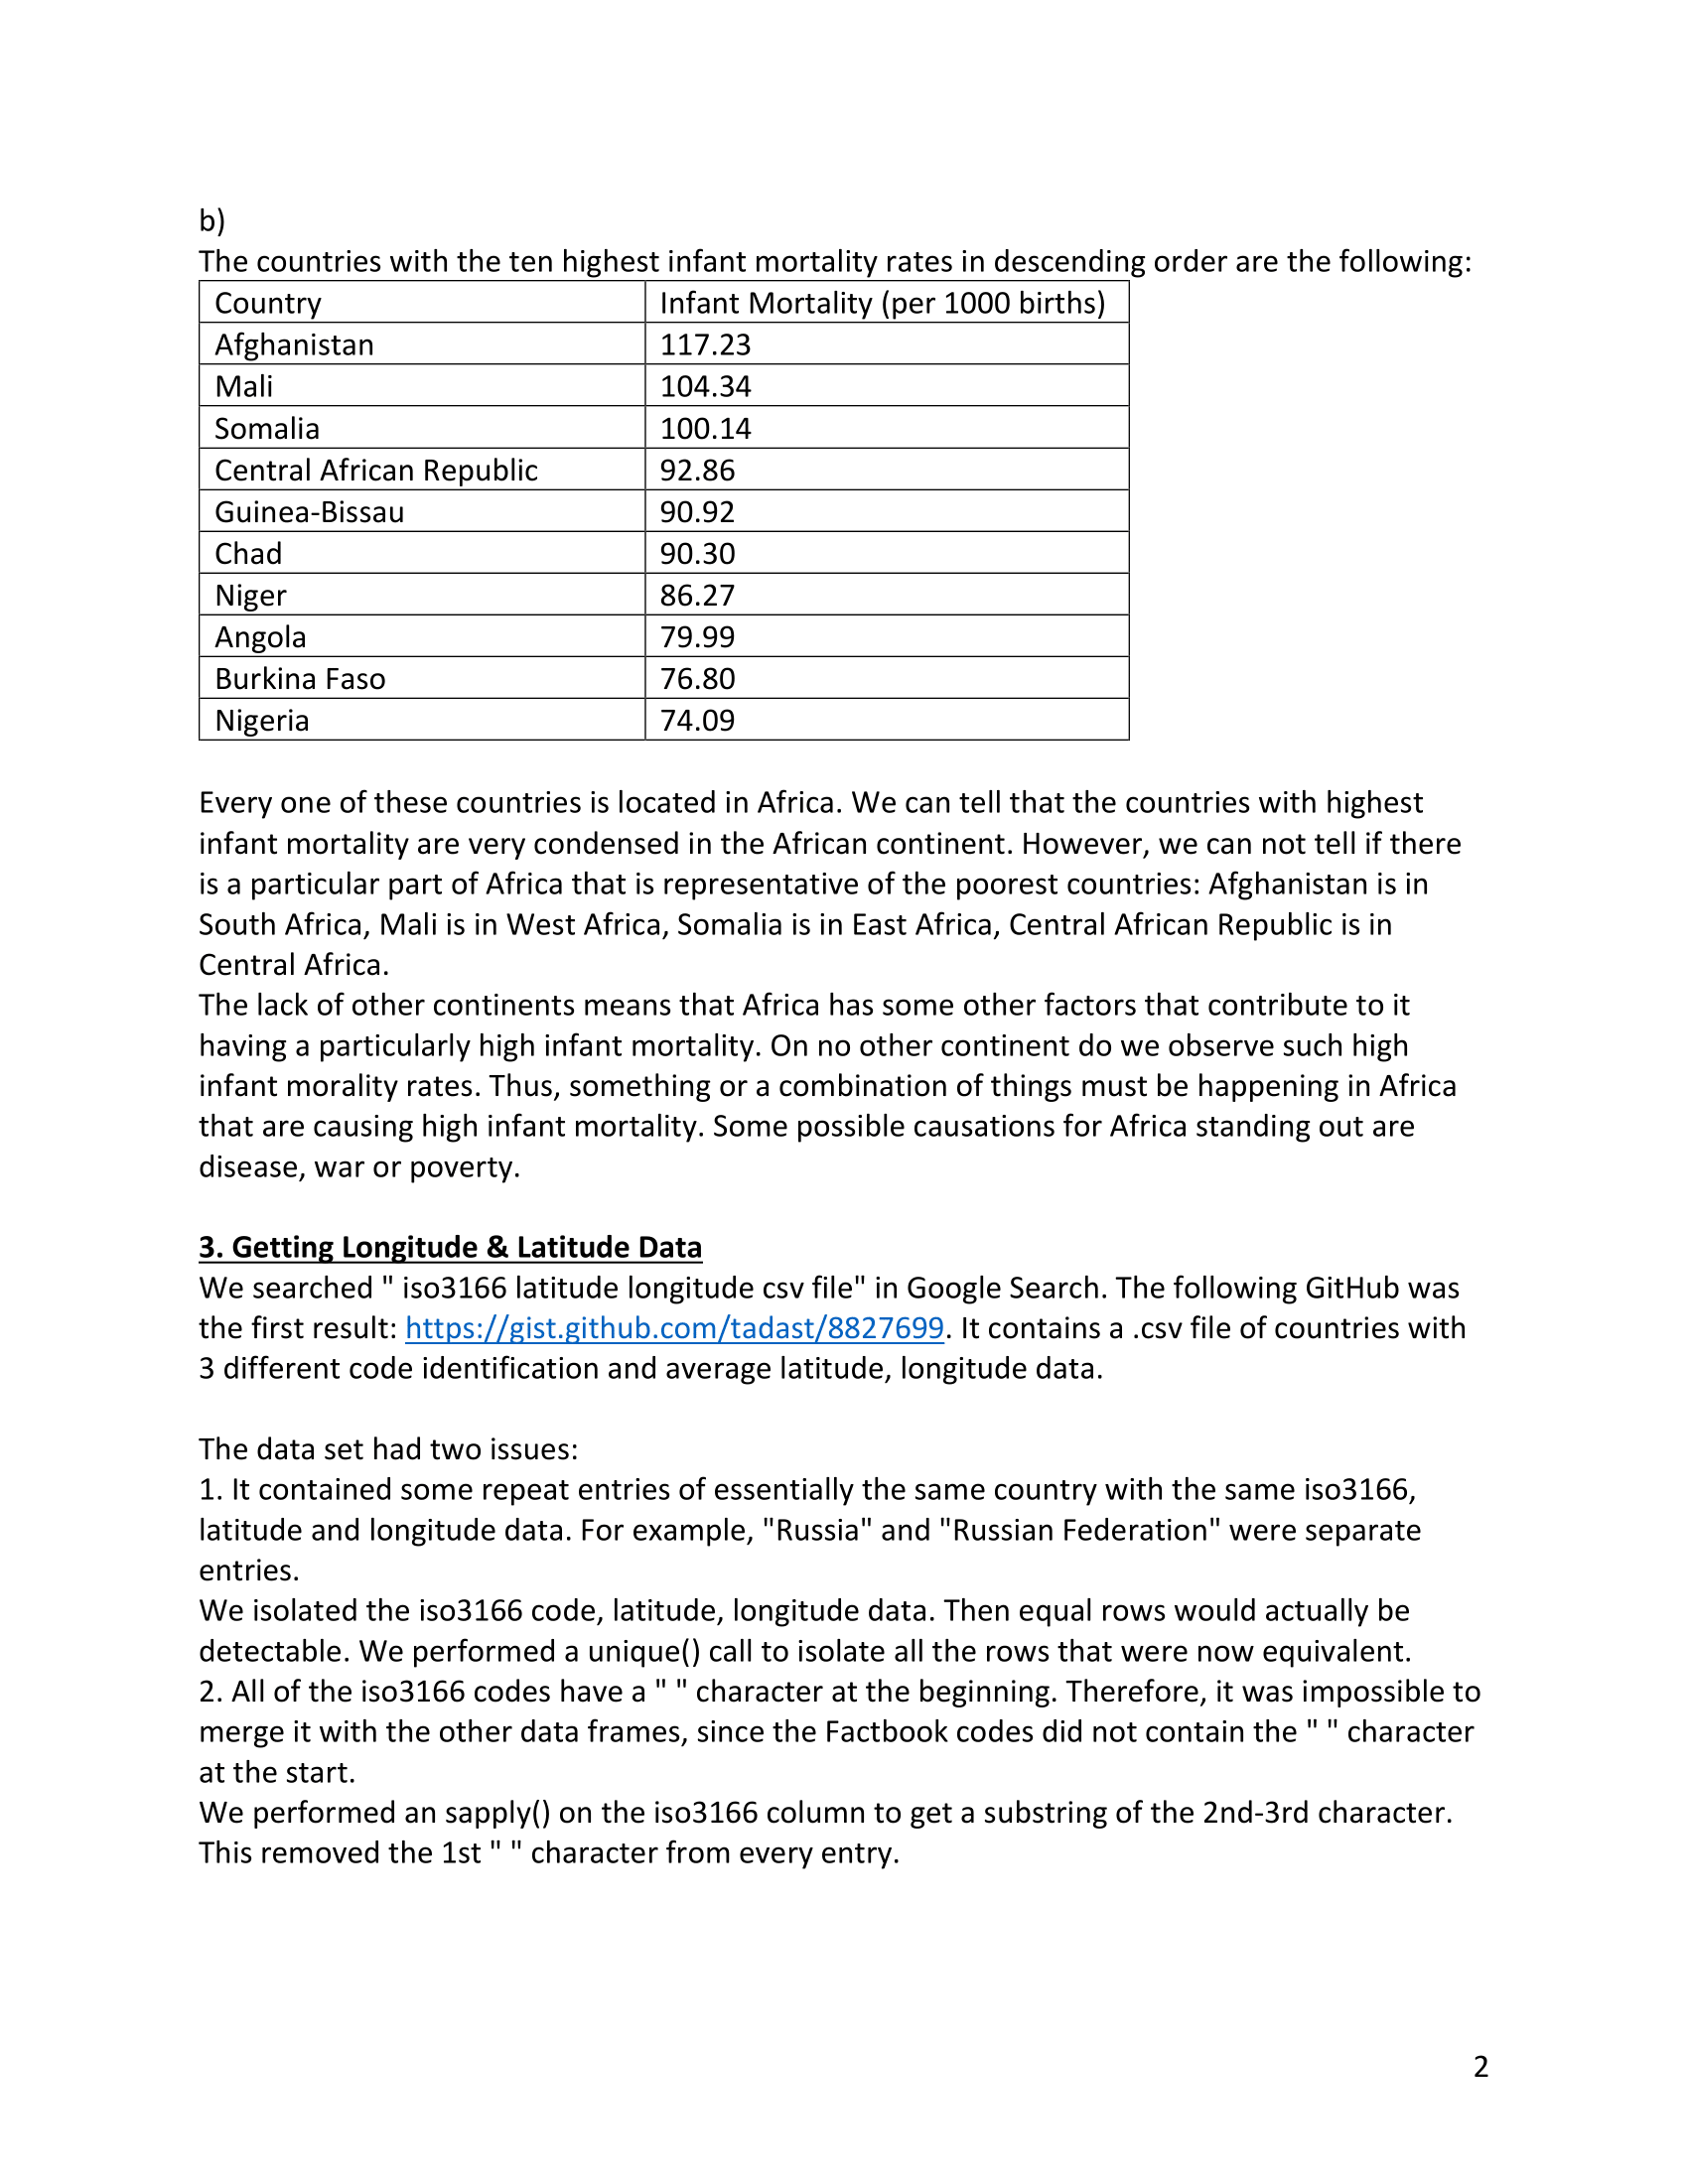 b)
The countries with the ten highest infant mortality rates in descending order are the following:
Country Infant Mortality (per 1000 births)
Afghanistan 117.23
Mali 104.34
Somalia 100.14
Central African Republic 92.86
Guinea-Bissau 90.92
Chad 90.30
Niger 86.27
Angola 79.99
Burkina Faso 76.80
Nigeria 74.09
Every one of these countries is located in Africa. We can tell that the countries with highest
infant mortality are very condensed in the African continent. However, we can not tell if there
is a particular part of Africa that is representative of the poorest countries: Afghanistan is in
South Africa, Mali is in West Africa, Somalia is in East Africa, Central African Republic is in
Central Africa.
The lack of other continents means that Africa has some other factors that contribute to it
having a particularly high infant mortality. On no other continent do we observe such high
infant morality rates. Thus, something or a combination of things must be happening in Africa
that are causing high infant mortality. Some possible causations for Africa standing out are
disease, war or poverty.
3. Getting Longitude & Latitude Data
We searched " iso3166 latitude longitude csv file" in Google Search. The following GitHub was
the first result: https://gist.github.com/tadast/8827699. It contains a .csv file of countries with
3 different code identification and average latitude, longitude data.
The data set had two issues:
1. It contained some repeat entries of essentially the same country with the same iso3166,
latitude and longitude data. For example, "Russia" and "Russian Federation" were separate
entries.
We isolated the iso3166 code, latitude, longitude data. Then equal rows would actually be
detectable. We performed a unique() call to isolate all the rows that were now equivalent.
2. All of the iso3166 codes have a " " character at the beginning. Therefore, it was impossible to
merge it with the other data frames, since the Factbook codes did not contain the " " character
at the start.
We performed an sapply() on the iso3166 column to get a substring of the 2nd-3rd character.
This removed the 1st " " character from every entry.
2